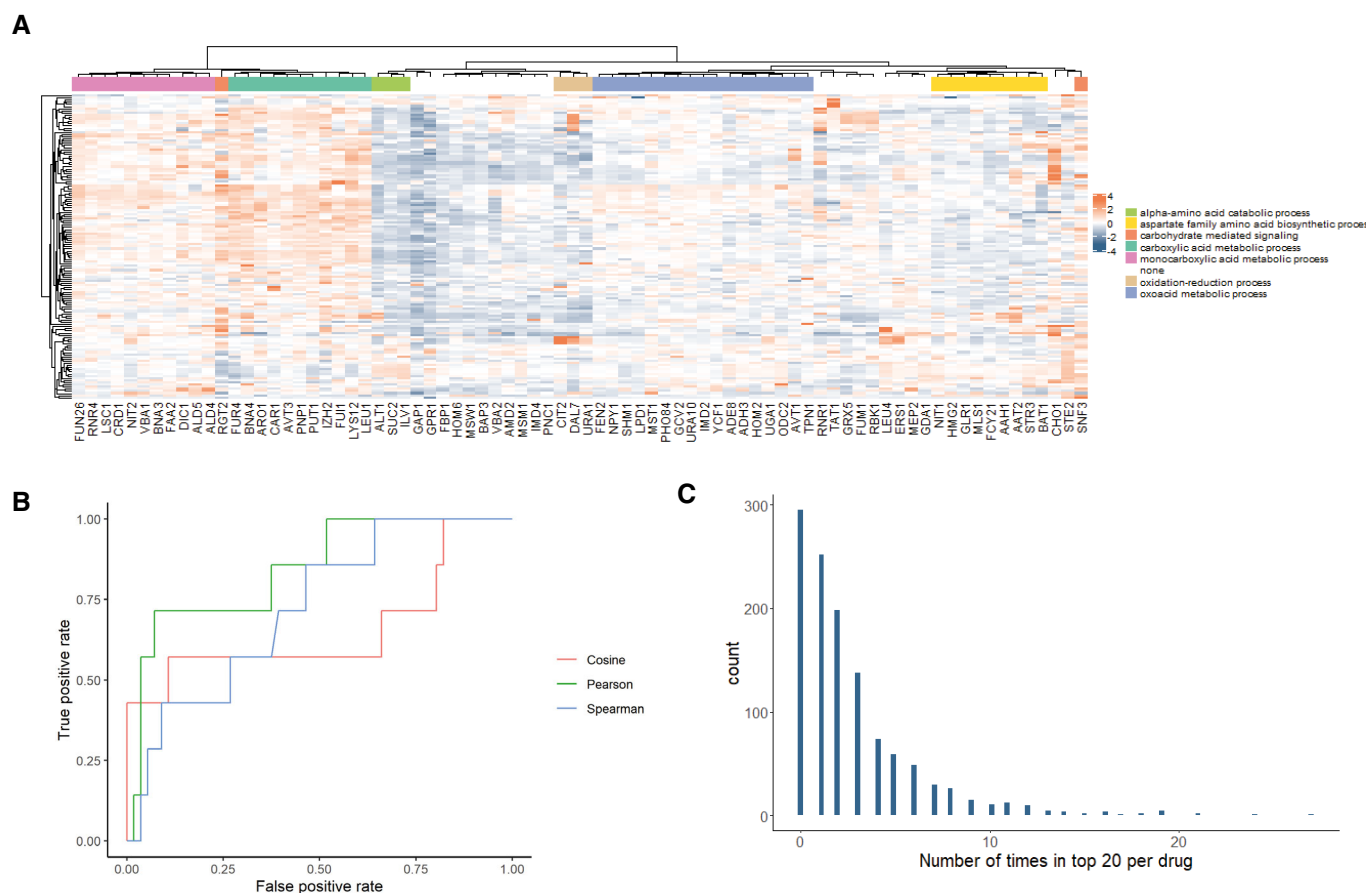 A
4
2
0
-2
-4
alpha-amino acid catabolic process
aspartate family amino acid biosynthetic process
carbohydrate mediated signaling
carboxylic acid metabolic process
monocarboxylic acid metabolic process
none
oxidation-reduction process
oxoacid metabolic process
FUN26
RNR4
LSC1
CRD1
NIT2
VBA1
BNA3
FAA2
DIC1
ALD5
ALD4
RGT2
FUR4
BNA4
ARO1
CAR1
AVT3
PNP1
PUT1
IZH2
FUI1
LYS12
LEU1
ALT1
SUC2
ILV1
GAP1
GPR1
FBP1
HOM6
MSW1
BAP3
VBA2
AMD2
MSM1
IMD4
PNC1
CIT2
DAL7
URA1
FEN2
NPY1
SHM1
LPD1
MST1
PHO84
GCV2
URA10
IMD2
YCF1
ADE8
ADH3
HOM2
UGA1
ODC2
AVT1
TPN1
RNR1
TAT1
GRX5
FUM1
RBK1
LEU4
ERS1
MEP2
GDA1
NIT1
HMG2
GLR1
MLS1
FCY21
AAH1
AAT2
STR3
BAT1
CHO1
STE2
SNF3
B
1.00
0.75
0.50
0.25
0.00
True positive rate
0.00
0.25
0.50
0.75
1.00
False positive rate
Cosine
Pearson
Spearman
C
300
200
100
0
count
0
10
20
Number of times in top 20 per drug